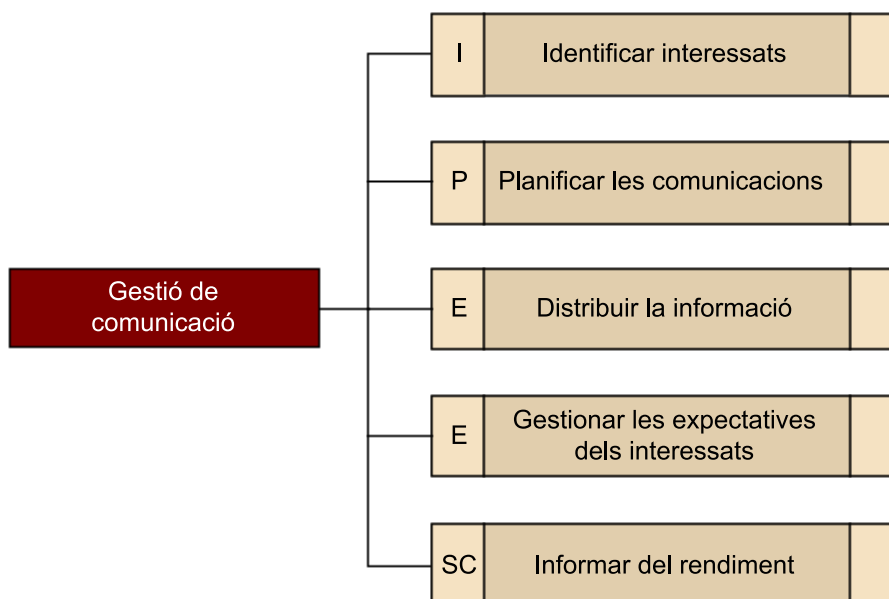 I
Identificar interessats
P
Planificar les comunicacions
Gestió de
comunicació
E
Distribuir la informació
E
Gestionar les expectatives
dels interessats
SC
Informar del rendiment